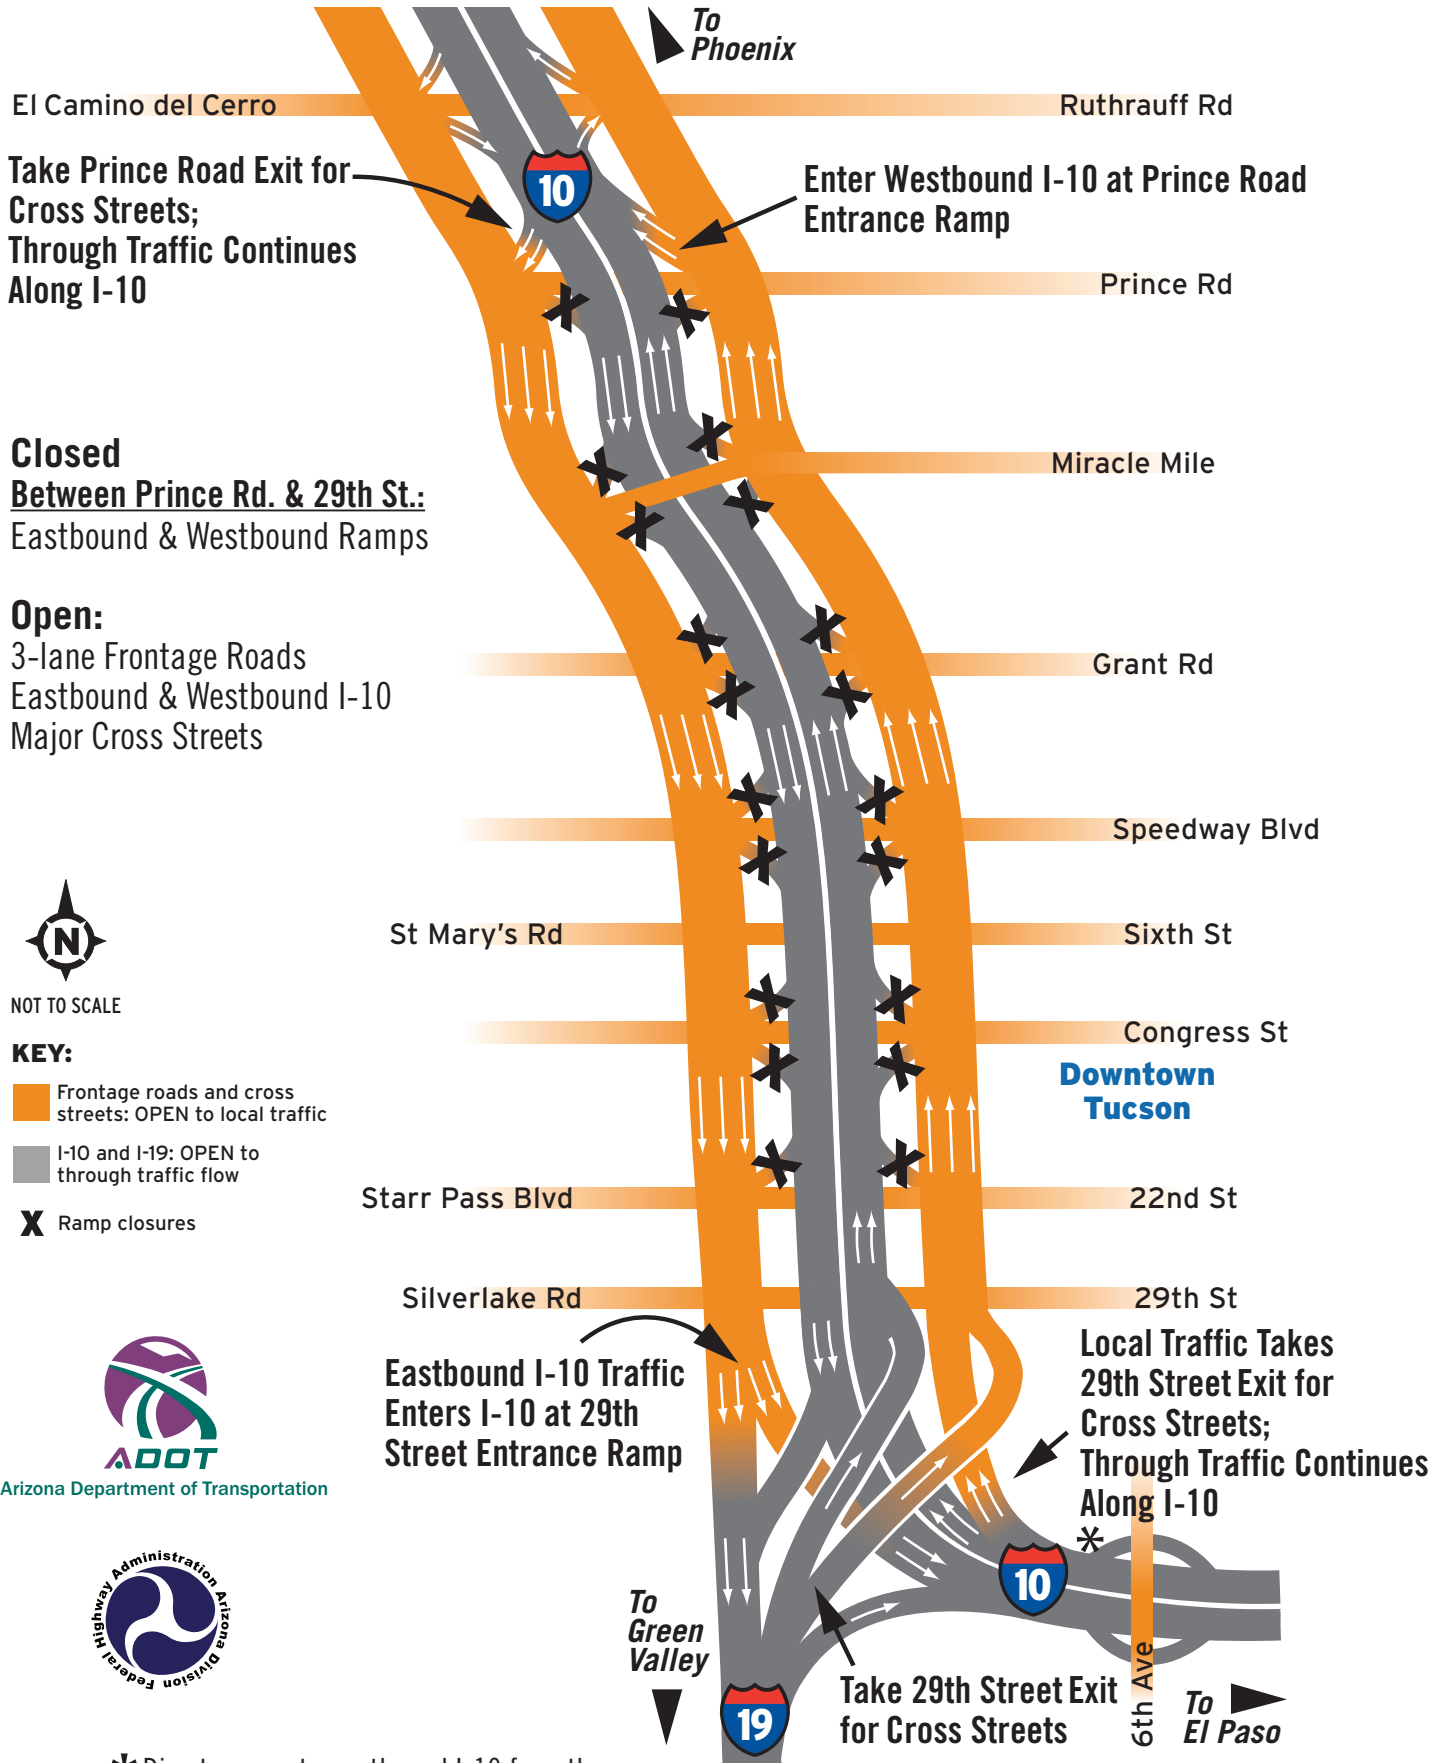 To
Phoenix
El Camino del Cerro
Ruthrauff Rd
Take Prince Road Exit for
Cross Streets;
Through Traffic Continues
Along I-10
10
Enter Westbound I-10 at Prince Road
Entrance Ramp
Prince Rd
Closed
Between Prince Rd. & 29th St.:
Eastbound & Westbound Ramps
Miracle Mile
Open:
3-lane Frontage Roads
Eastbound & Westbound I-10
Major Cross Streets
Grant Rd
Speedway Blvd
N
NOT TO SCALE
St Mary's Rd
Sixth St
Congress St
Downtown
Tucson
KEY:
Frontage roads and cross
streets: OPEN to local traffic
I-10 and I-19: OPEN to
through traffic flow
X Ramp closures
Starr Pass Blvd
22nd St
Silverlake Rd
29th St
Eastbound I-10 Traffic
Enters I-10 at 29th
Street Entrance Ramp
Local Traffic Takes
29th Street Exit for
Cross Streets;
Through Traffic Continues
Along I-10
*
ADOT
Arizona Department of Transportation
Federal Highway Administration Arizona Division
10
To
Green
Valley
19
Take 29th Street Exit
for Cross Streets
6th Ave
To
El Paso